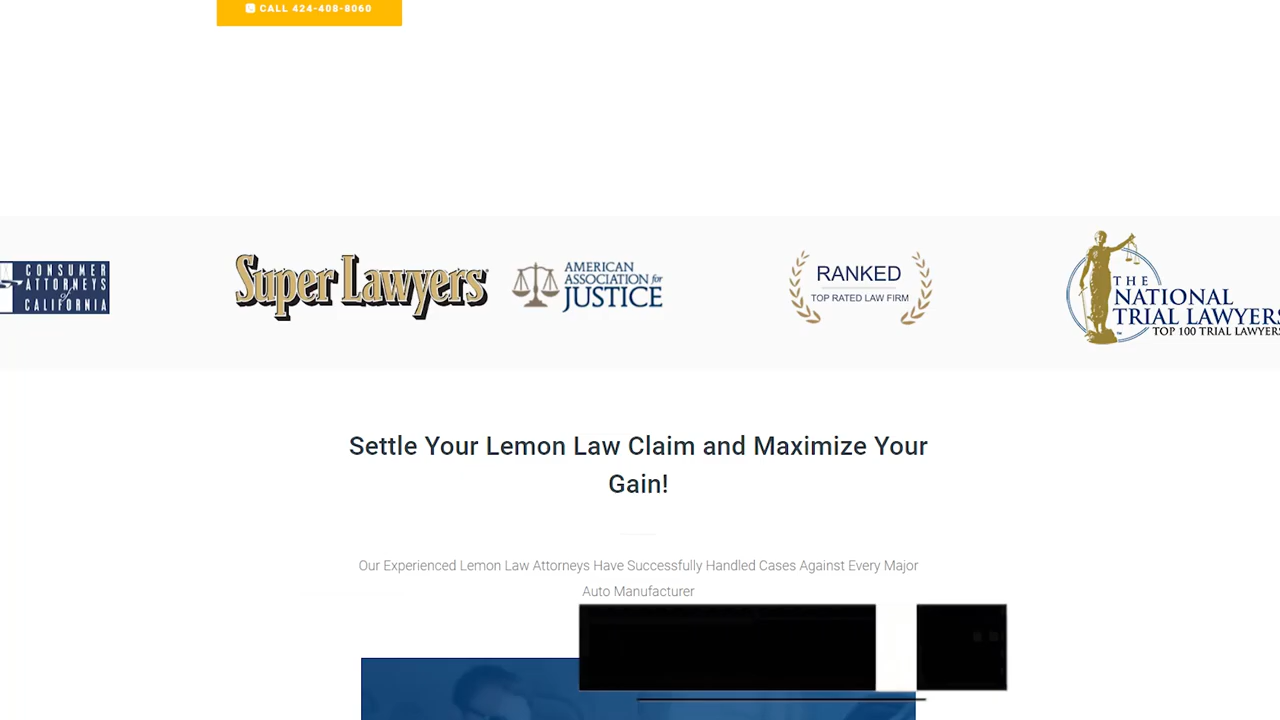 CALL 424-408-8060
CONSUMER
ATTORNEYS
of
CALIFORNIA
Super Lawyers
AMERICAN
ASSOCIATION for
JUSTICE
RANKED
TOP RATED LAW FIRM
THE
NATIONAL
TRIAL LAWYERS
TOP 100 TRIAL LAWYERS
Settle Your Lemon Law Claim and Maximize Your
Gain!
Our Experienced Lemon Law Attorneys Have Successfully Handled Cases Against Every Major
Auto Manufacturer